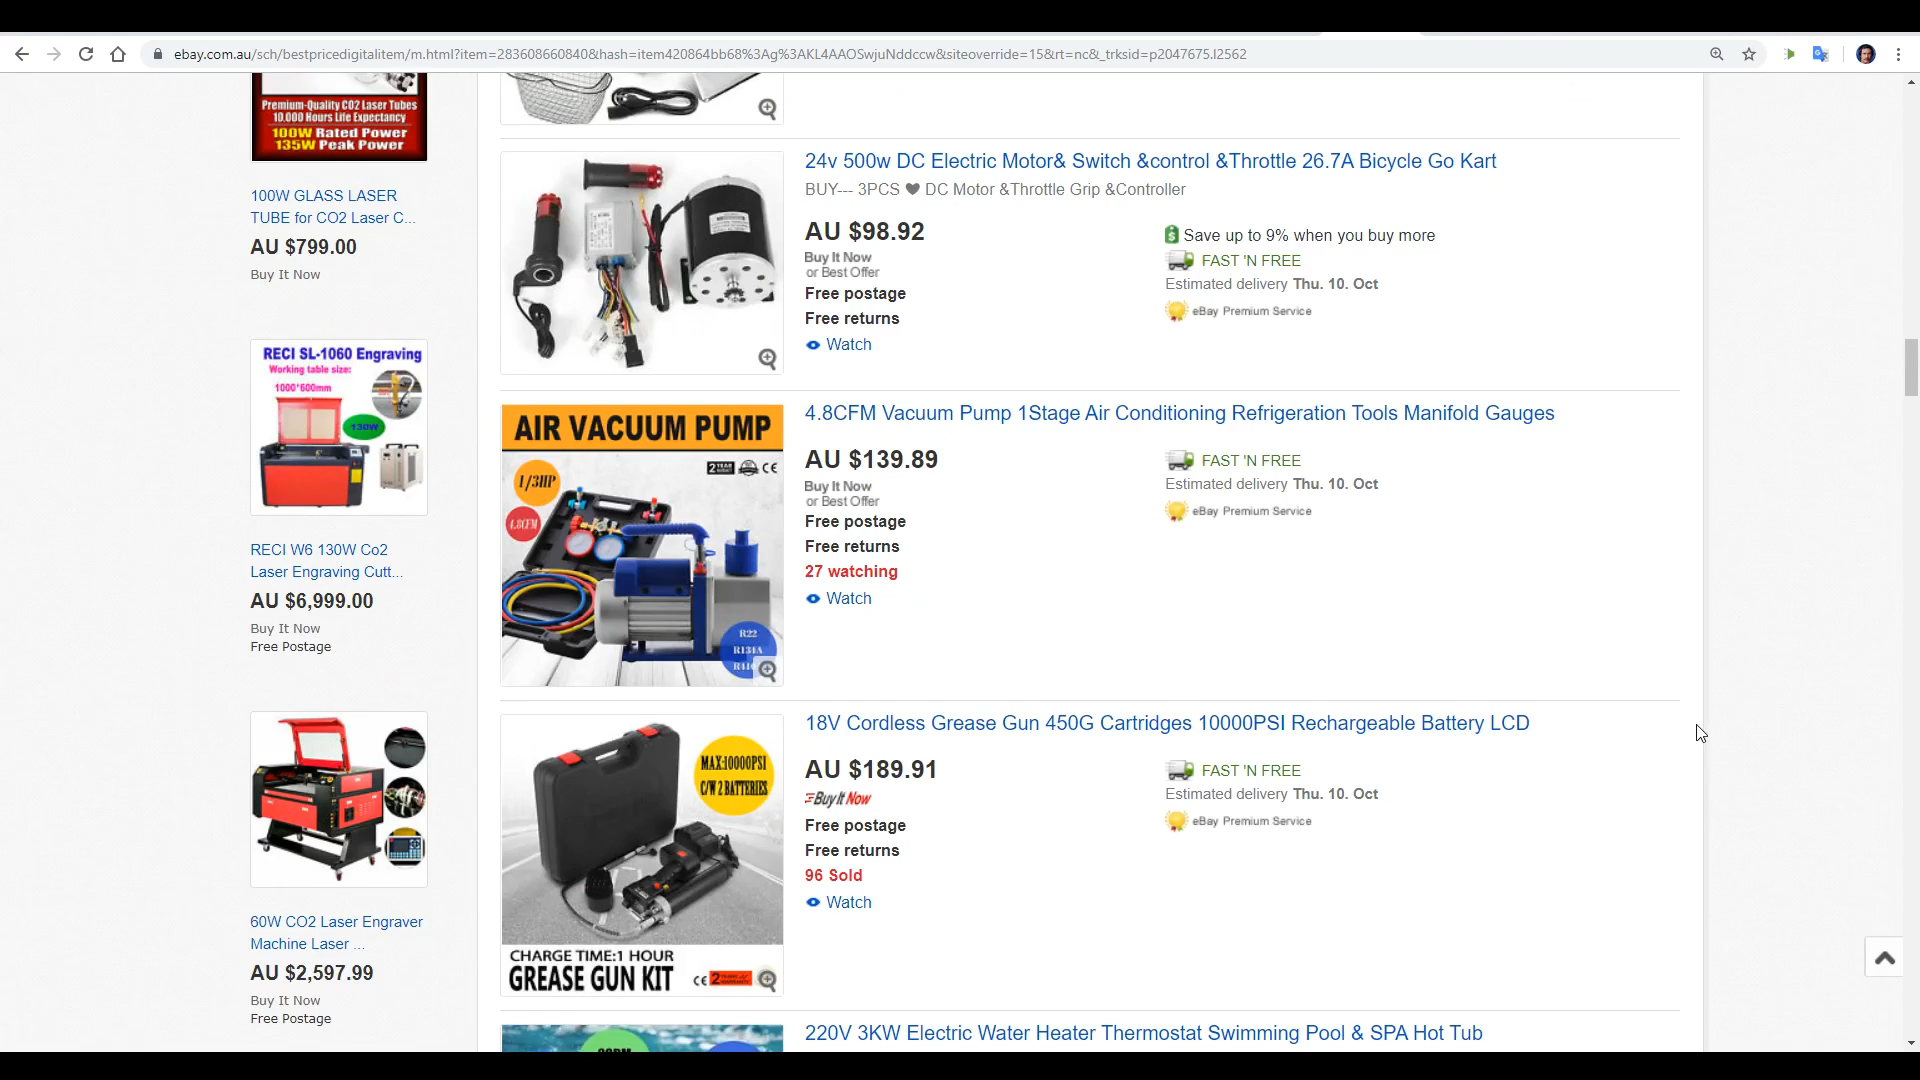 ebay.com.au/sch/bestpricedigitalitem/m.html?item=283608660840&hash=item420864bb68%3Ag%3AKL4AAOSwjuNddccw&siteoverride=15&rt=nc&_trksid=p2047675.l2562
Premium-Quality CO2 Laser Tubes
10,000 Hours Life Expectancy
100W Rated Power
135W Peak Power
100W GLASS LASER
TUBE for CO2 Laser C...
AU $799.00
Buy It Now
RECI SL-1060 Engraving
Working table size:
1000*600mm
130W
RECI W6 130W Co2
Laser Engraving Cutt...
AU $6,999.00
Buy It Now
Free Postage
60W CO2 Laser Engraver
Machine Laser ...
AU $2,597.99
Buy It Now
Free Postage
24v 500w DC Electric Motor& Switch &control &Throttle 26.7A Bicycle Go Kart
BUY--- 3PCS ❤ DC Motor &Throttle Grip &Controller
AU $98.92
Buy It Now
or Best Offer
Free postage
Free returns
Watch
Save up to 9% when you buy more
FAST 'N FREE
Estimated delivery Thu. 10. Oct
eBay Premium Service
AIR VACUUM PUMP
2 YEAR
CE
1/3HP
4.8CFM
R22
R134A
4.8CFM Vacuum Pump 1Stage Air Conditioning Refrigeration Tools Manifold Gauges
AU $139.89
Buy It Now
or Best Offer
Free postage
Free returns
27 watching
Watch
FAST 'N FREE
Estimated delivery Thu. 10. Oct
eBay Premium Service
MAX:10000PSI
C/W 2 BATTERIES
CHARGE TIME:1 HOUR
GREASE GUN KIT
CE 2
18V Cordless Grease Gun 450G Cartridges 10000PSI Rechargeable Battery LCD
AU $189.91
Buy It Now
Free postage
Free returns
96 Sold
Watch
FAST 'N FREE
Estimated delivery Thu. 10. Oct
eBay Premium Service
220V 3KW Electric Water Heater Thermostat Swimming Pool & SPA Hot Tub